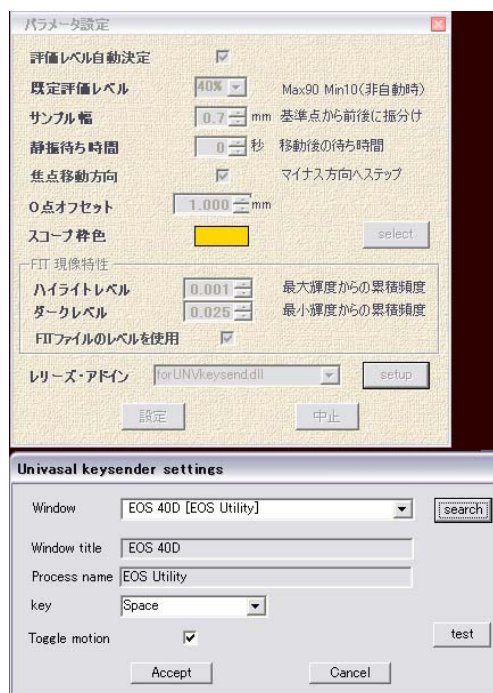 パラメータ設定
評価レベル自動決定
既定評価レベル 40% Max90 Min10(非自動時)
サンプル幅 0.7 mm 基準点から前後に振分け
静振待ち時間 0 秒 移動後の待ち時間
焦点移動方向 マイナス方向へステップ
0点オフセット 1.000 mm
スコープ枠色 select
FIT 現像特性
ハイライトレベル 0.001 最大輝度からの累積頻度
ダークレベル 0.025 最小輝度からの累積頻度
FITファイルのレベルを使用
レリーズ・アドイン forUNVkeysend.dll setup
設定 中止
Univasal keysender settings
Window EOS 40D [EOS Utility] search
Window title EOS 40D
Process name EOS Utility
key Space
Toggle motion test
Accept Cancel